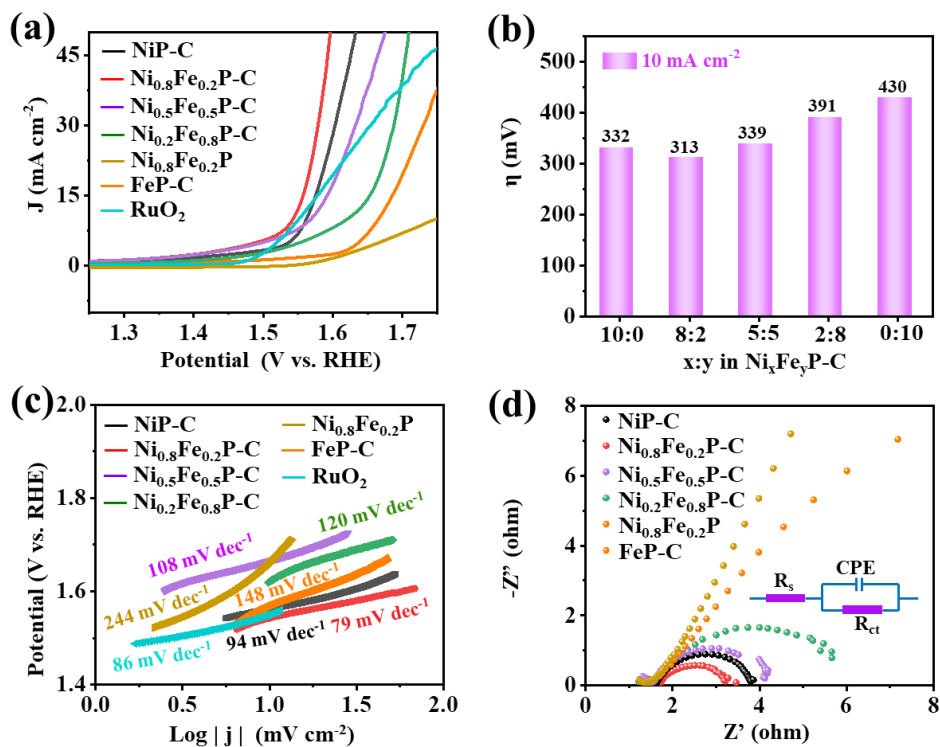 (a)
NiP-C
Ni₀.₈Fe₀.₂P-C
Ni₀.₅Fe₀.₅P-C
Ni₀.₂Fe₀.₈P-C
Ni₀.₈Fe₀.₂P
FeP-C
RuO₂
J (mA cm⁻²)
45
30
15
0
1.3 1.4 1.5 1.6 1.7
Potential (V vs. RHE)
(b)
10 mA cm⁻²
η (mV)
500
400
300
200
100
0
332 313 339 391 430
10:0 8:2 5:5 2:8 0:10
x:y in NiₓFeᵧP-C
(c)
NiP-C
Ni₀.₈Fe₀.₂P-C
Ni₀.₅Fe₀.₅P-C
Ni₀.₂Fe₀.₈P-C
Ni₀.₈Fe₀.₂P
FeP-C
RuO₂
Potential (V vs. RHE)
2.0
1.8
1.6
1.4
120 mV dec⁻¹
108 mV dec⁻¹
244 mV dec⁻¹
148 mV dec⁻¹
86 mV dec⁻¹
94 mV dec⁻¹
79 mV dec⁻¹
0.0 0.5 1.0 1.5 2.0
Log | j | (mV cm⁻²)
(d)
NiP-C
Ni₀.₈Fe₀.₂P-C
Ni₀.₅Fe₀.₅P-C
Ni₀.₂Fe₀.₈P-C
Ni₀.₈Fe₀.₂P
FeP-C
-Z'' (ohm)
8
6
4
2
0
CPE
Rₛ
R꜀ₜ
0 2 4 6 8
Z' (ohm)